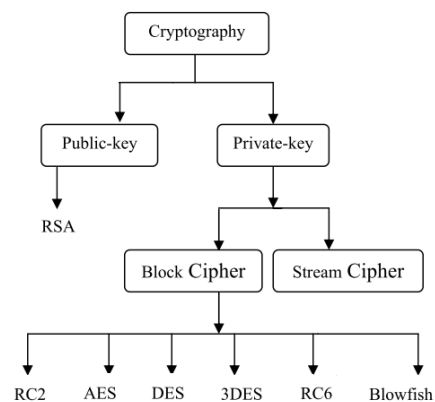 Cryptography
Public-key
Private-key
RSA
Block Cipher
Stream Cipher
RC2 AES DES 3DES RC6 Blowfish